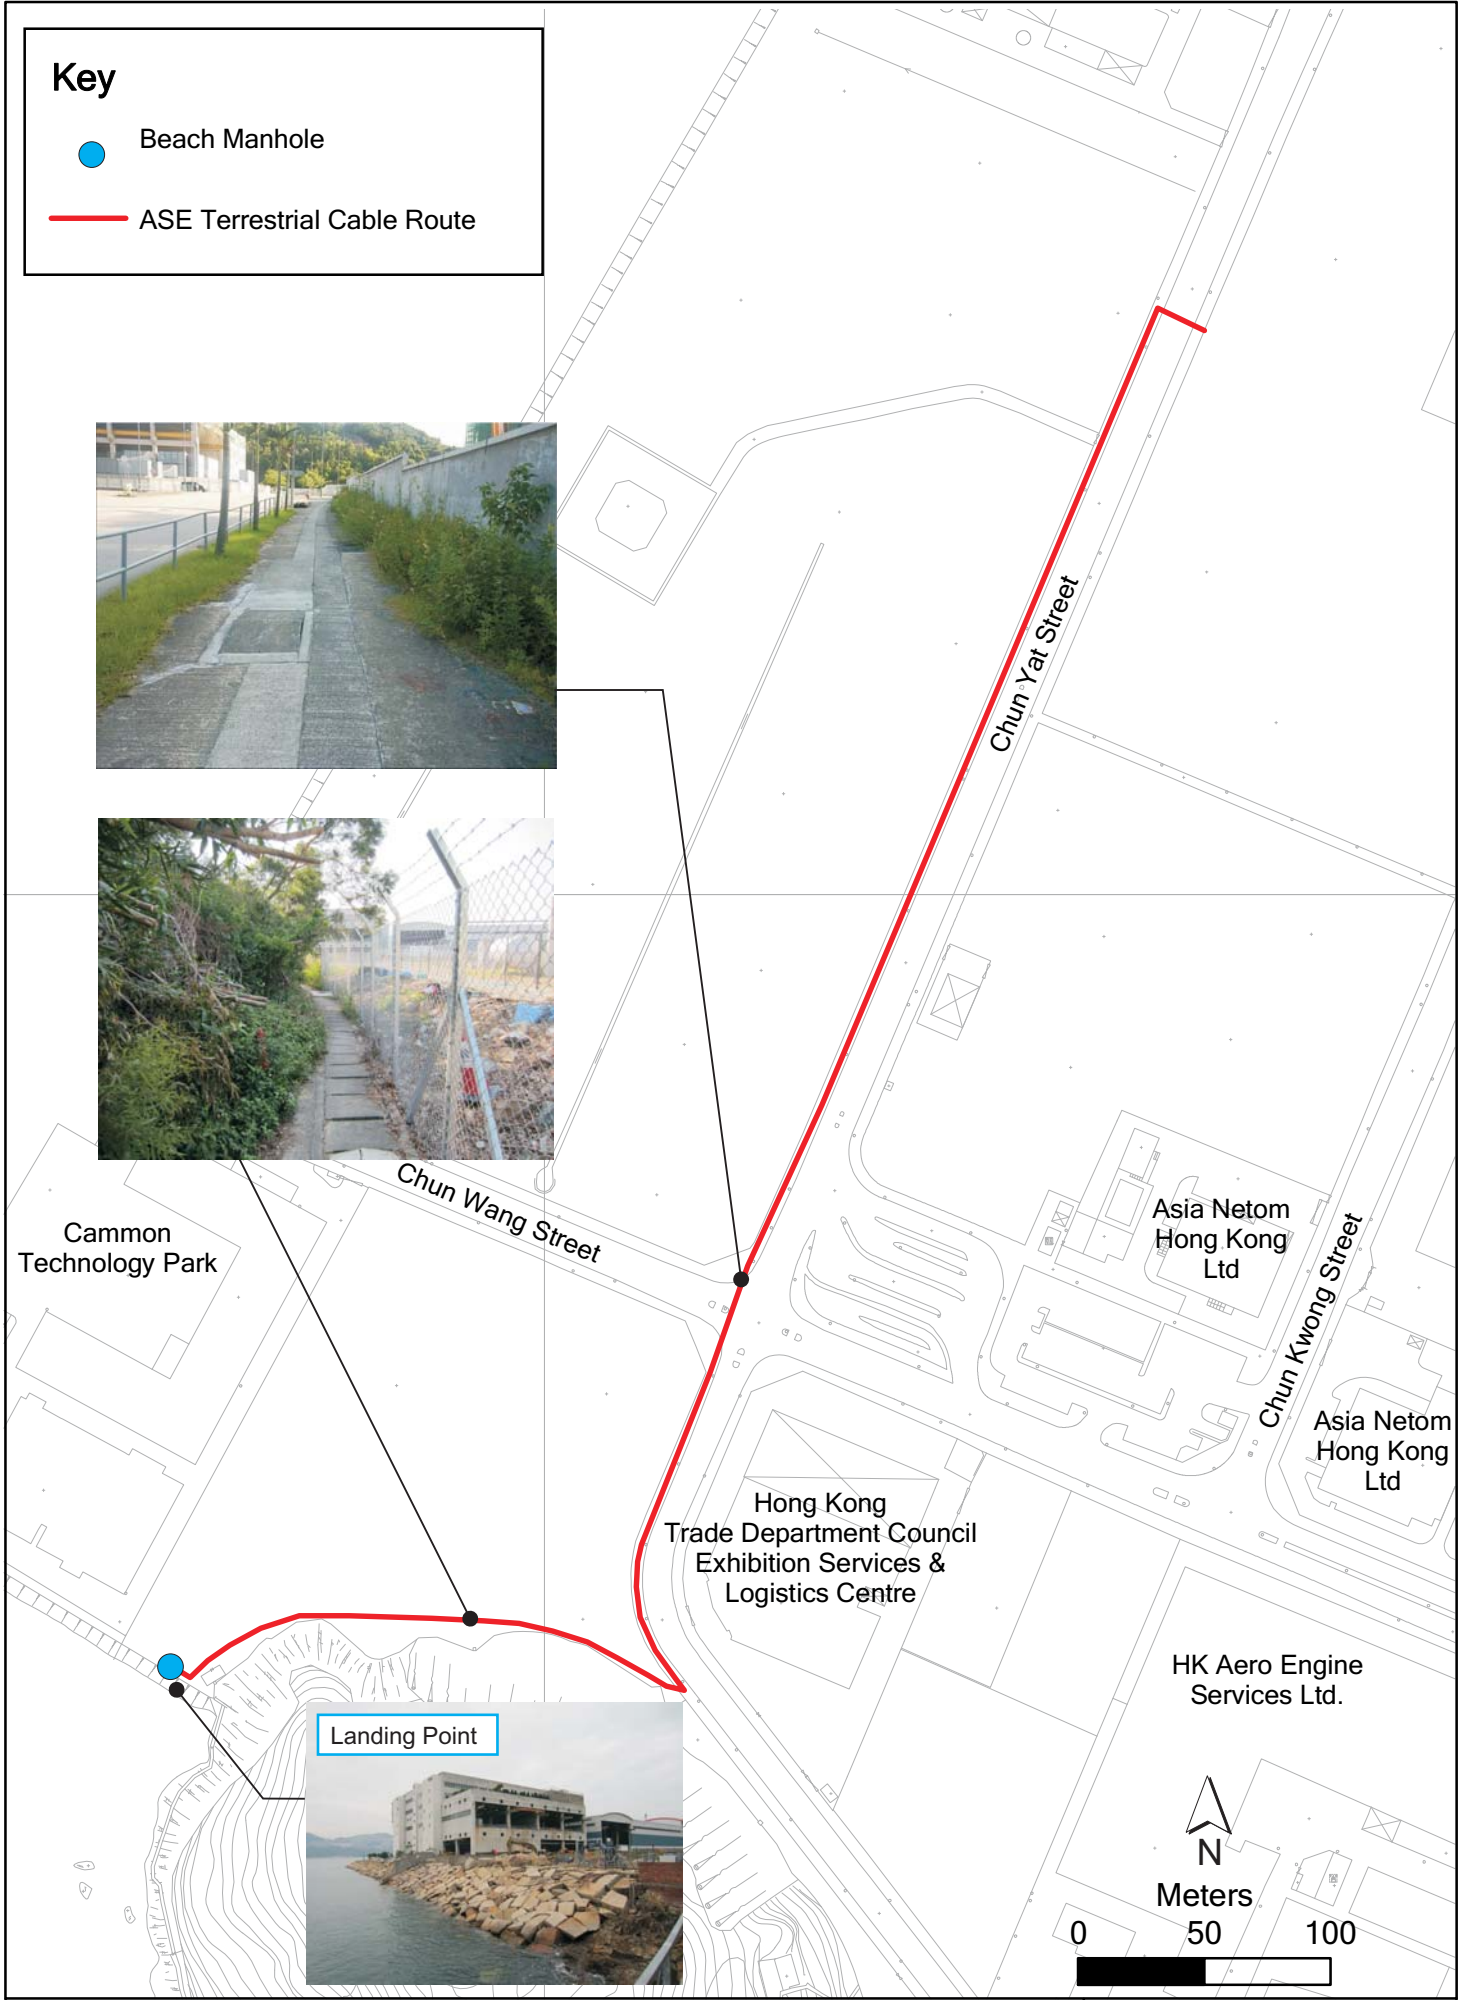 Key
Beach Manhole
ASE Terrestrial Cable Route
Chun Yat Street
Chun Wang Street
Cammon
Technology Park
Asia Netom
Hong Kong
Ltd
Chun Kwong Street
Asia Netom
Hong Kong
Ltd
Hong Kong
Trade Department Council
Exhibition Services &
Logistics Centre
HK Aero Engine
Services Ltd.
Landing Point
N
Meters
0 50 100